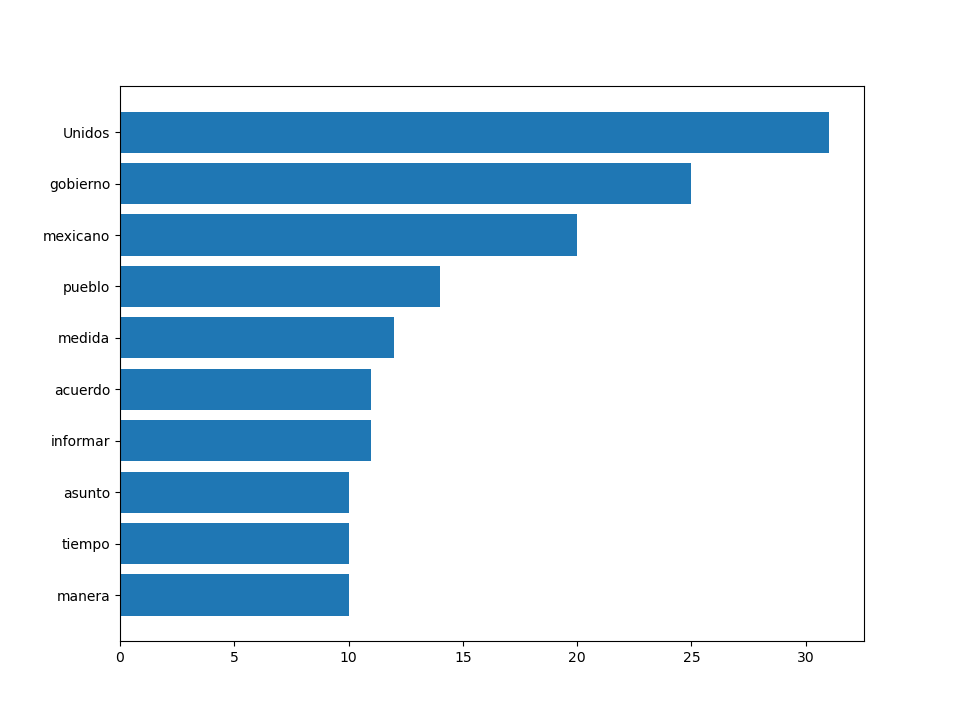 Unidos
gobierno
mexicano
pueblo
medida
acuerdo
informar
asunto
tiempo
manera
0 5 10 15 20 25 30